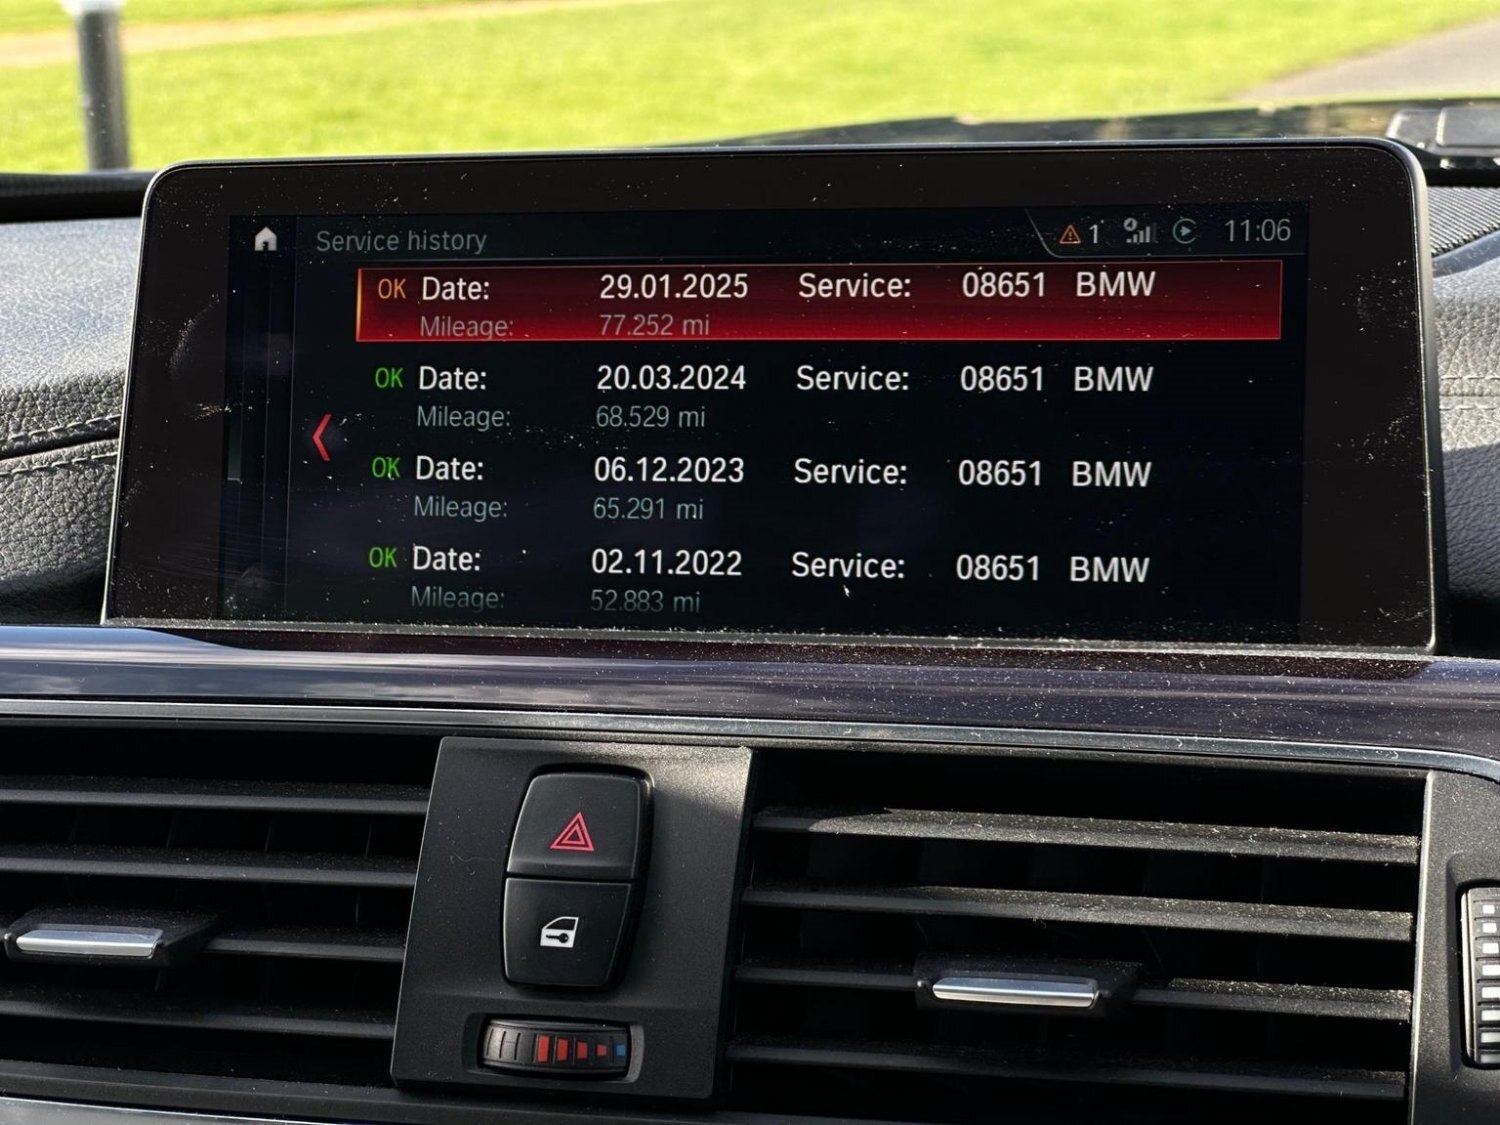 Service history 1 11:06
OK Date: 29.01.2025 Service: 08651 BMW
Mileage: 77.252 mi
OK Date: 20.03.2024 Service: 08651 BMW
Mileage: 68.529 mi
OK Date: 06.12.2023 Service: 08651 BMW
Mileage: 65.291 mi
OK Date: 02.11.2022 Service: 08651 BMW
Mileage: 52.883 mi